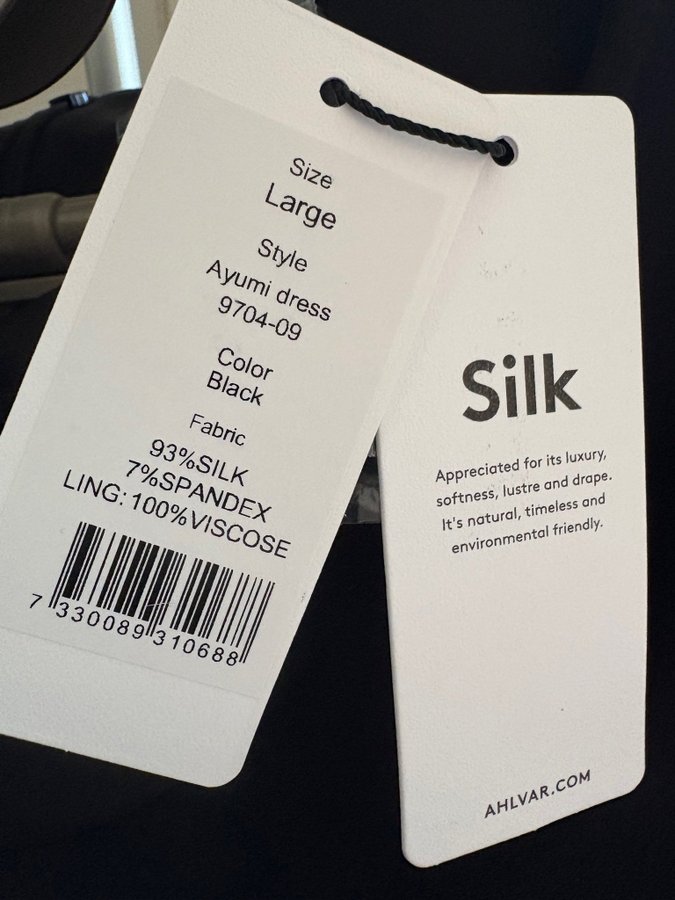 Size
Large
Style
Ayumi dress
9704-09
Color
Black
Fabric
93%SILK
7%SPANDEX
LING: 100%VISCOSE
7 330089 310688
Silk
Appreciated for its luxury,
softness, lustre and drape.
It's natural, timeless and
environmental friendly.
AHLVAR.COM